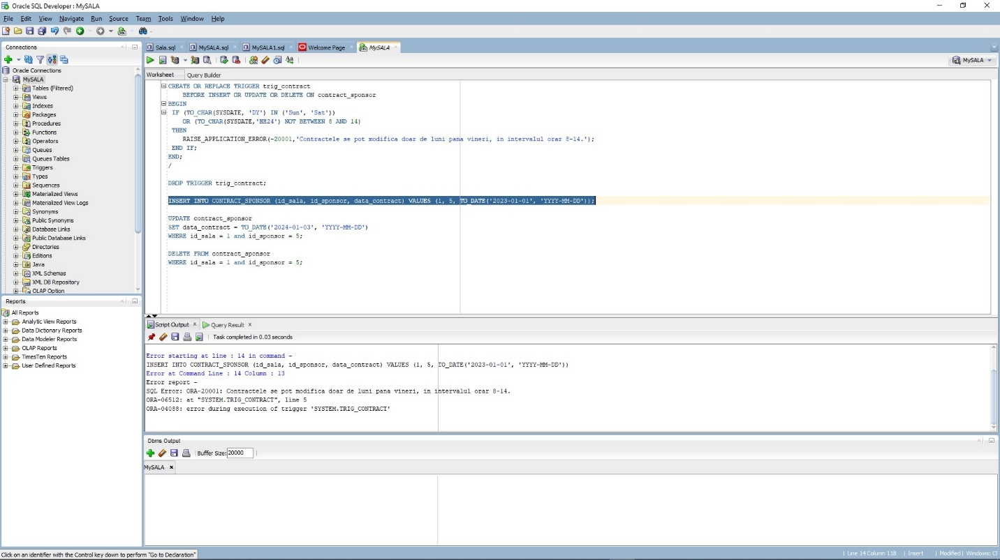 Oracle SQL Developer : MySALA
File Edit View Navigate Run Source Team Tools Window Help
Connections
Sala.sql MySALA.sql MySALA1.sql Welcome Page MySALA
Oracle Connections
MySALA
Tables (Filtered)
Views
Indexes
Packages
Procedures
Functions
Operators
Queues
Queues Tables
Triggers
Types
Sequences
Materialized Views
Materialized View Logs
Synonyms
Public Synonyms
Database Links
Public Database Links
Directories
Editions
Java
XML Schemas
XML DB Repository
OLAP Option
Reports
All Reports
Analytic View Reports
Data Dictionary Reports
Data Modeler Reports
OLAP Reports
TimesTen Reports
User Defined Reports
MySALA
Worksheet Query Builder
CREATE OR REPLACE TRIGGER trig_contract
BEFORE INSERT OR UPDATE OR DELETE ON contract_sponsor
BEGIN
IF (TO_CHAR(SYSDATE, 'DY') IN ('Sun', 'Sat'))
OR (TO_CHAR(SYSDATE,'HH24') NOT BETWEEN 8 AND 14)
THEN
RAISE_APPLICATION_ERROR(-20001,'Contractele se pot modifica doar de luni pana vineri, in intervalul orar 8-14.');
END IF;
END;
/
DROP TRIGGER trig_contract;
INSERT INTO CONTRACT_SPONSOR (id_sala, id_sponsor, data_contract) VALUES (1, 5, TO_DATE('2023-01-01', 'YYYY-MM-DD'));
UPDATE contract_sponsor
SET data_contract = TO_DATE('2024-01-03', 'YYYY-MM-DD')
WHERE id_sala = 1 and id_sponsor = 5;
DELETE FROM contract_sponsor
WHERE id_sala = 1 and id_sponsor = 5;
Script Output x Query Result x
Task completed in 0.03 seconds
Error starting at line : 14 in command -
INSERT INTO CONTRACT_SPONSOR (id_sala, id_sponsor, data_contract) VALUES (1, 5, TO_DATE('2023-01-01', 'YYYY-MM-DD'))
Error at Command Line : 14 Column : 13
Error report -
SQL Error: ORA-20001: Contractele se pot modifica doar de luni pana vineri, in intervalul orar 8-14.
ORA-06512: at "SYSTEM.TRIG_CONTRACT", line 5
ORA-04088: error during execution of trigger 'SYSTEM.TRIG_CONTRACT'
Dbms Output
Buffer Size: 20000
MySALA x
Click on an identifier with the Control key down to perform "Go to Declaration"
Line 14 Column 118 | Insert | Modified | Windows: C